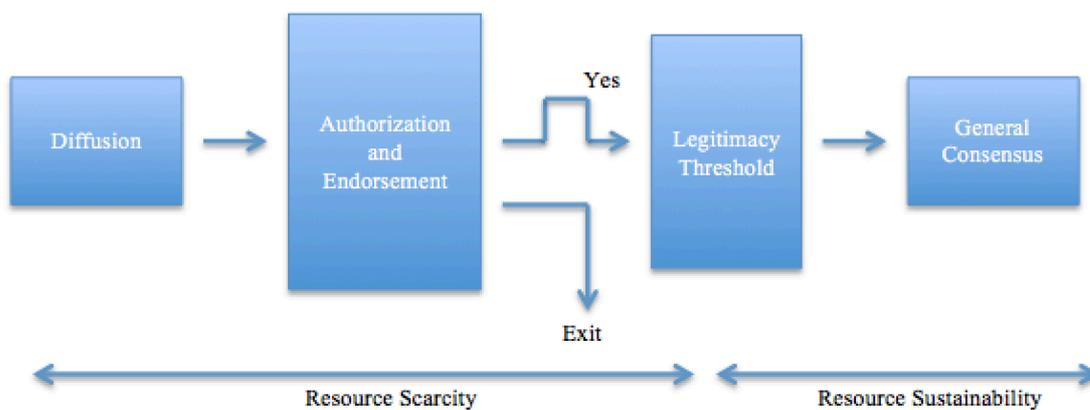 Diffusion
Authorization
and
Endorsement
Yes
Exit
Legitimacy
Threshold
General
Consensus
Resource Scarcity
Resource Sustainability